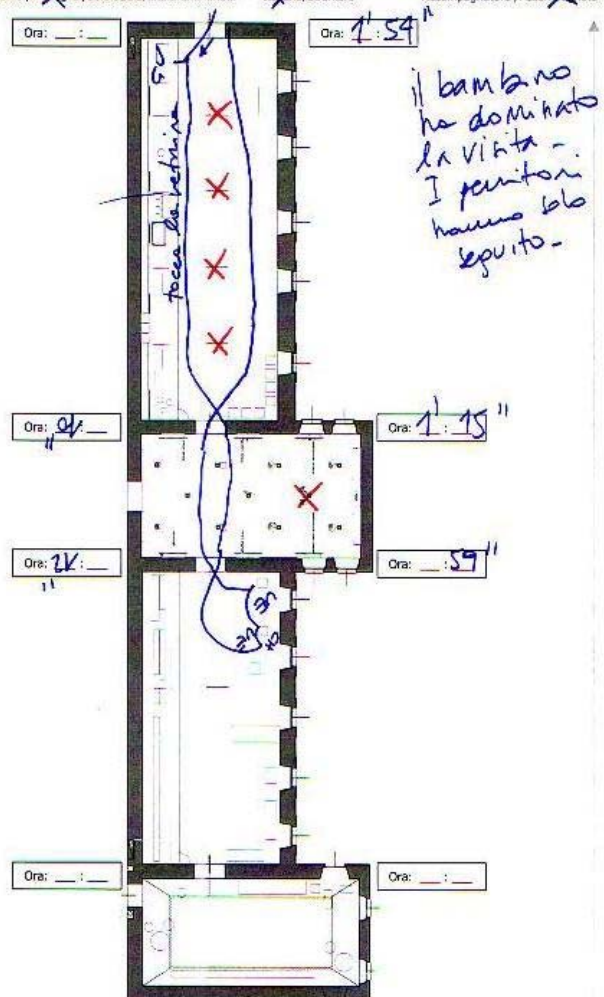 Ora: __:__
Ora: 1':54"
il bambino
ha dominato
la visita -
I genitori
hanno solo
seguito -
tocca la vetrina
Ora: __:__
Ora: 1':15"
Ora: __:__
Ora: __:59"
Ora: __:__
Ora: __:__